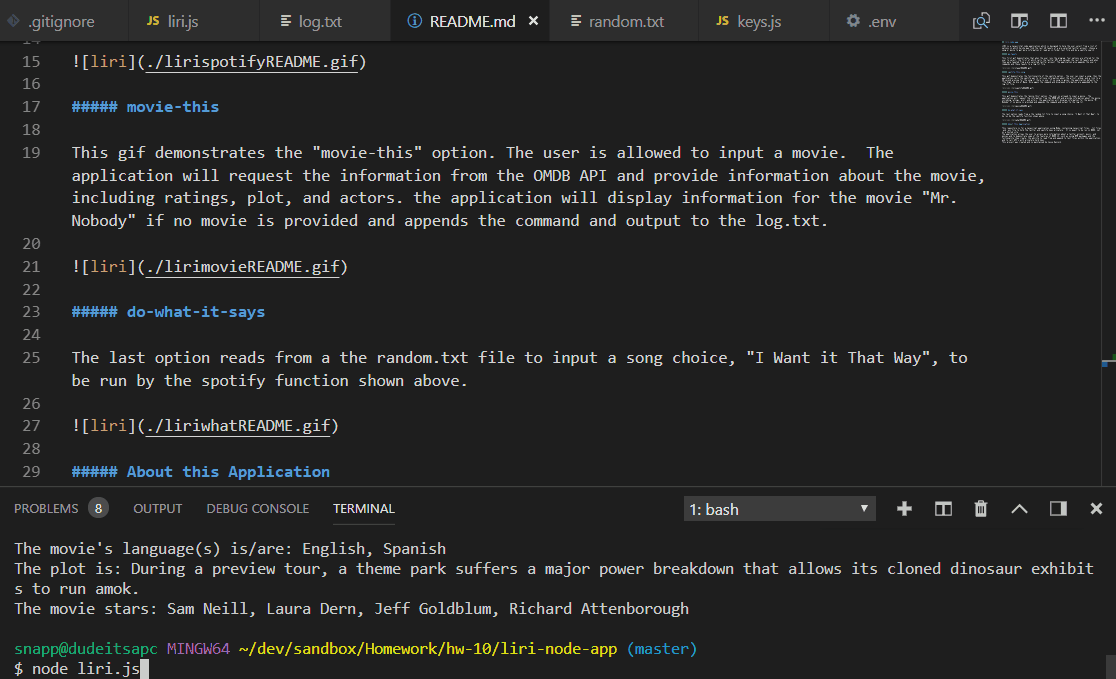 .gitignore JS liri.js log.txt README.md × random.txt JS keys.js .env
14
15 ![liri](./lirispotifyREADME.gif)
16
17 ##### movie-this
18
19 This gif demonstrates the "movie-this" option. The user is allowed to input a movie.  The
application will request the information from the OMDB API and provide information about the movie,
including ratings, plot, and actors. the application will display information for the movie "Mr.
Nobody" if no movie is provided and appends the command and output to the log.txt.
20
21 ![liri](./lirimovieREADME.gif)
22
23 ##### do-what-it-says
24
25 The last option reads from a the random.txt file to input a song choice, "I Want it That Way", to
be run by the spotify function shown above.
26
27 ![liri](./liriwhatREADME.gif)
28
29 ##### About this Application
PROBLEMS 8 OUTPUT DEBUG CONSOLE TERMINAL 1: bash
The movie's language(s) is/are: English, Spanish
The plot is: During a preview tour, a theme park suffers a major power breakdown that allows its cloned dinosaur exhibit
s to run amok.
The movie stars: Sam Neill, Laura Dern, Jeff Goldblum, Richard Attenborough
snapp@dudeitsapc MINGW64 ~/dev/sandbox/Homework/hw-10/liri-node-app (master)
$ node liri.js